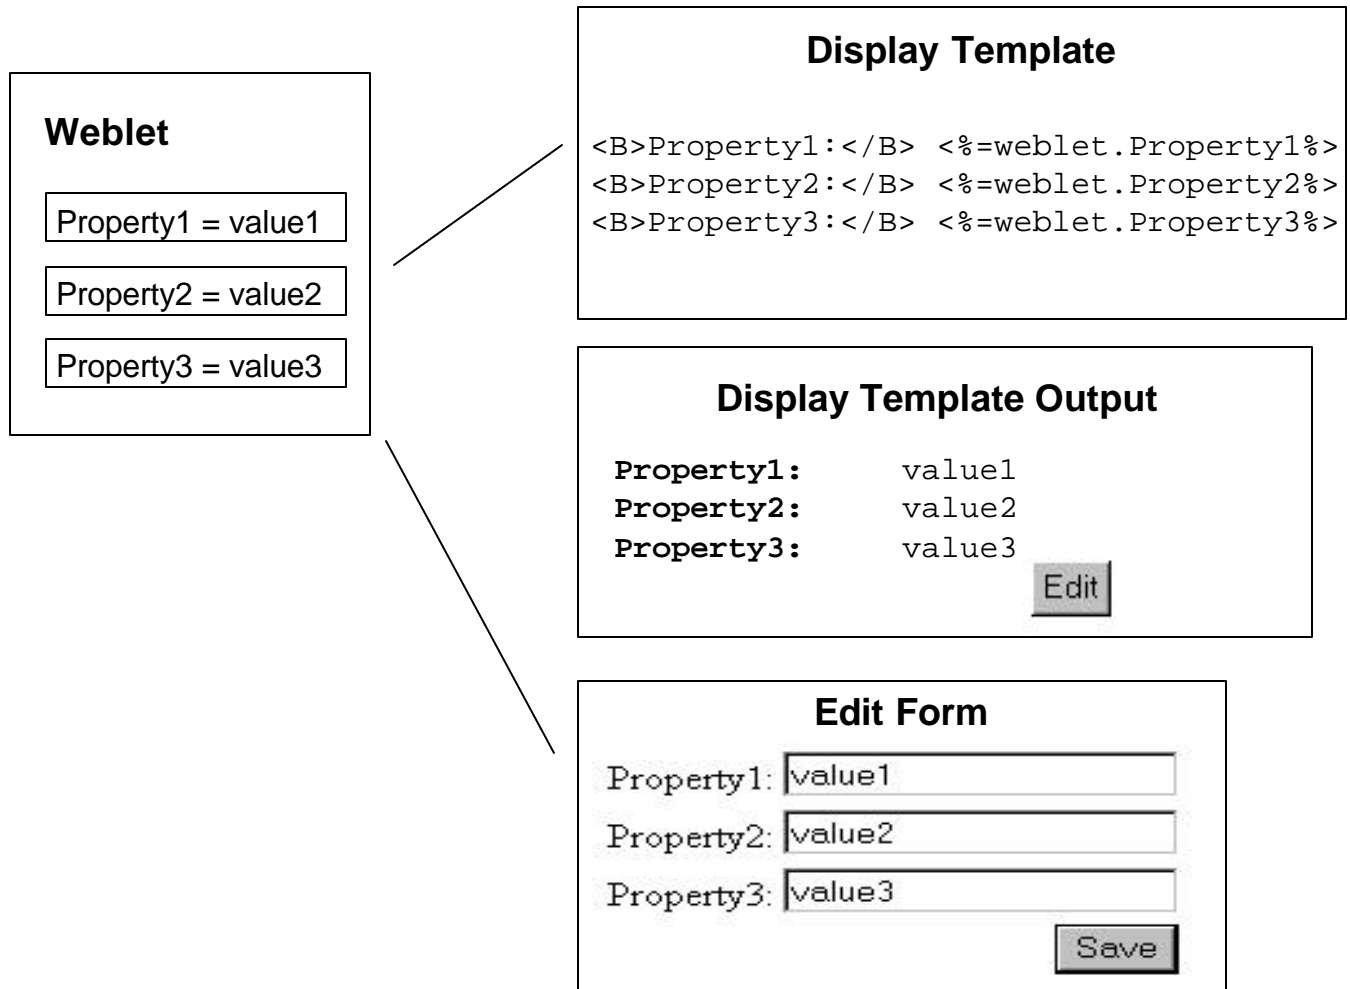 Weblet
Property1 = value1
Property2 = value2
Property3 = value3
Display Template
<B>Property1:</B> <%=weblet.Property1%>
<B>Property2:</B> <%=weblet.Property2%>
<B>Property3:</B> <%=weblet.Property3%>
Display Template Output
Property1: value1
Property2: value2
Property3: value3
Edit
Edit Form
Property1: value1
Property2: value2
Property3: value3
Save